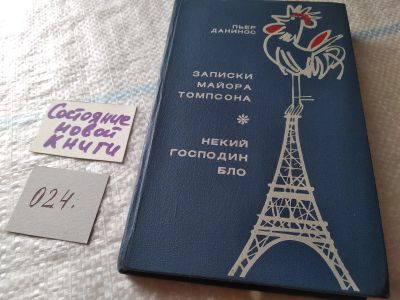 ПЬЕР
ДАНИНОС
ЗАПИСКИ
МАЙОРА
ТОМПСОНА
НЕКИЙ
ГОСПОДИН
БЛО
Состояние
новой
книги
024.